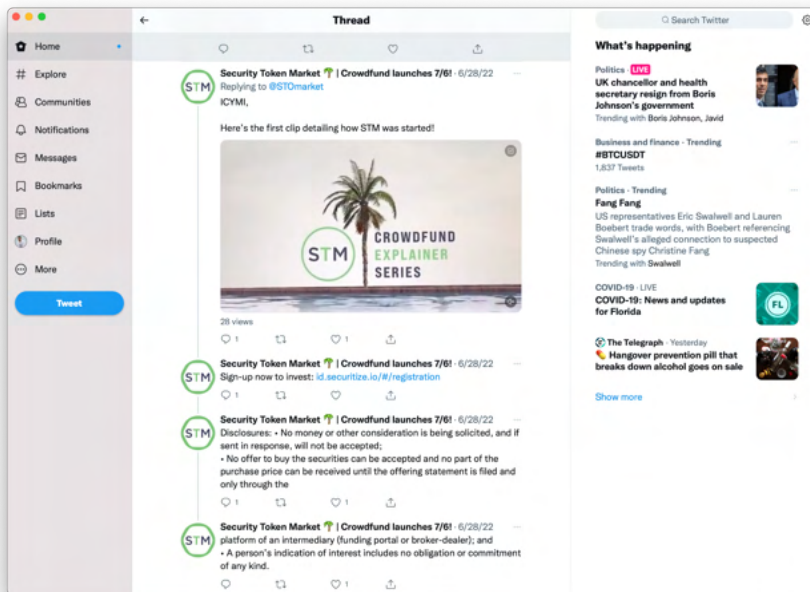 Thread
Search Twitter
Home
Explore
Communities
Notifications
Messages
Bookmarks
Lists
Profile
More
Tweet
Security Token Market 🌴 | Crowdfund launches 7/6! · 6/28/22
Replying to @STOmarket
ICYMI,
Here's the first clip detailing how STM was started!
STM
CROWDFUND
EXPLAINER
SERIES
28 views
1
1
STM
Security Token Market 🌴 | Crowdfund launches 7/6! · 6/28/22
Sign-up now to invest: id.securitize.io/#/registration
1
STM
Security Token Market 🌴 | Crowdfund launches 7/6! · 6/28/22
Disclosures: • No money or other consideration is being solicited, and if
sent in response, will not be accepted;
• No offer to buy the securities can be accepted and no part of the
purchase price can be received until the offering statement is filed and
only through the
1
1
STM
Security Token Market 🌴 | Crowdfund launches 7/6! · 6/28/22
platform of an intermediary (funding portal or broker-dealer); and
• A person's indication of interest includes no obligation or commitment
of any kind.
1
STM
What's happening
Politics · LIVE
UK chancellor and health
secretary resign from Boris
Johnson's government
Trending with Boris Johnson, Javid
Business and finance · Trending
#BTCUSDT
1,837 Tweets
Politics · Trending
Fang Fang
US representatives Eric Swalwell and Lauren
Boebert trade words, with Boebert referencing
Swalwell's alleged connection to suspected
Chinese spy Christine Fang
Trending with Swalwell
COVID-19 · LIVE
COVID-19: News and updates
for Florida
FL
The Telegraph · Yesterday
💊 Hangover prevention pill that
breaks down alcohol goes on sale
Show more